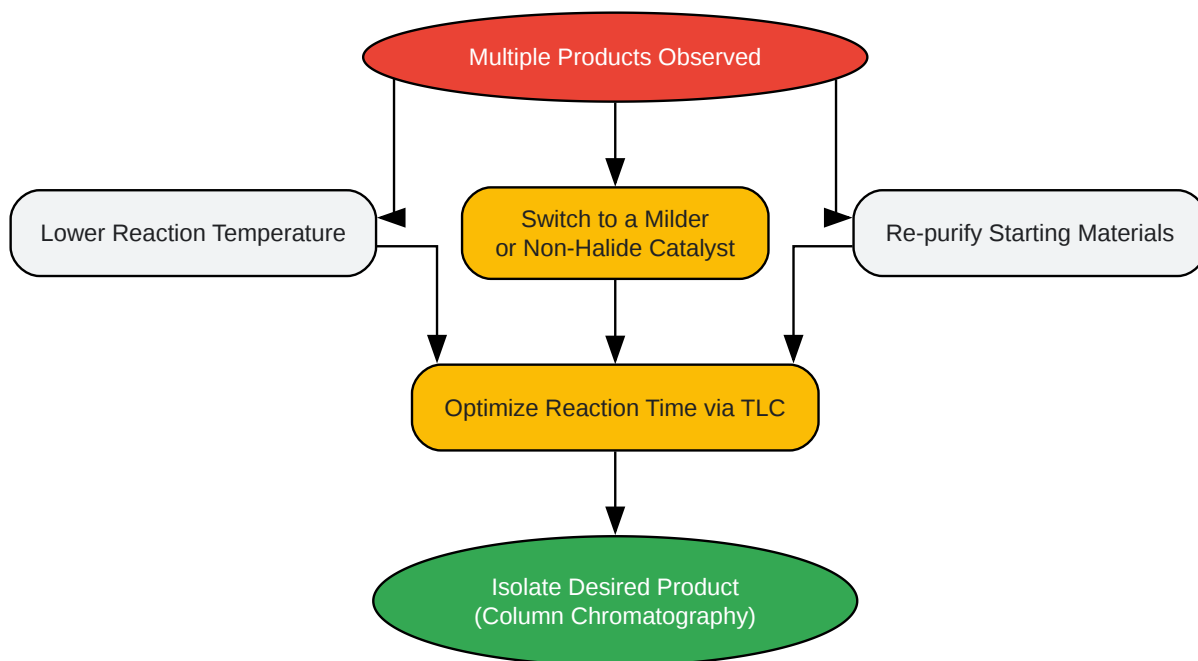 Multiple Products Observed
Lower Reaction Temperature
Switch to a Milder
or Non-Halide Catalyst
Re-purify Starting Materials
Optimize Reaction Time via TLC
Isolate Desired Product
(Column Chromatography)